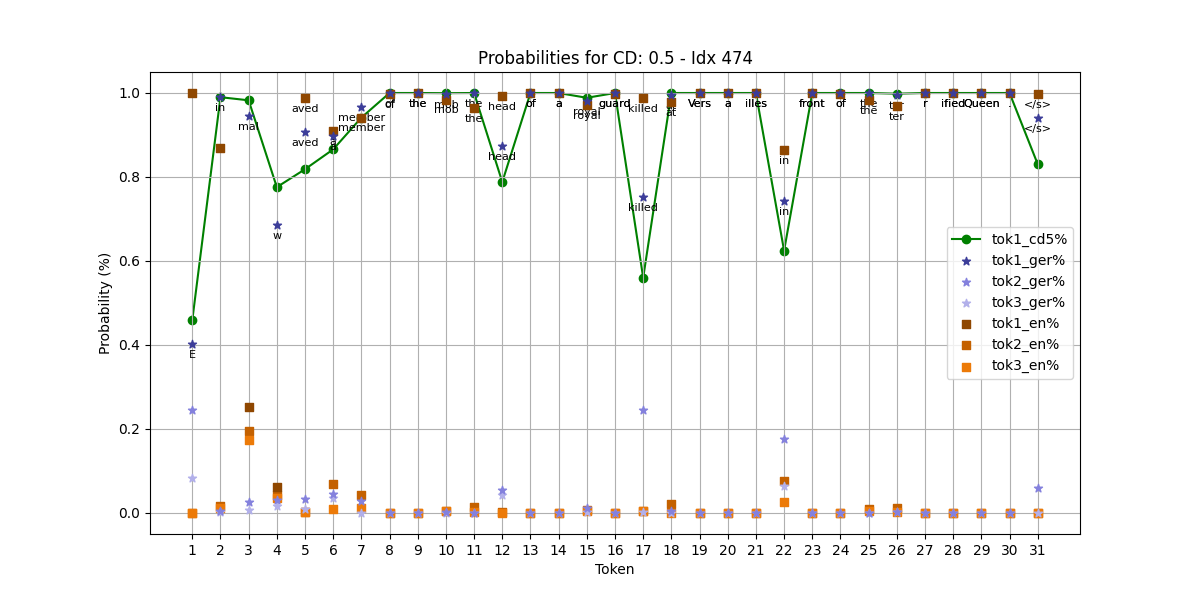 Probabilities for CD: 0.5 - Idx 474
Probability (%)
1.0
0.8
0.6
0.4
0.2
0.0
E
in
mal
w
aved
aved
a
member
member
of
the
mob
mob
the
the
head
head
of
a
royal
royal
guard
killed
killed
at
Vers
a
illes
in
in
front
of
the
the
ter
r
ified
Queen
.
</s>
</s>
tok1_cd5%
tok1_ger%
tok2_ger%
tok3_ger%
tok1_en%
tok2_en%
tok3_en%
1 2 3 4 5 6 7 8 9 10 11 12 13 14 15 16 17 18 19 20 21 22 23 24 25 26 27 28 29 30 31
Token